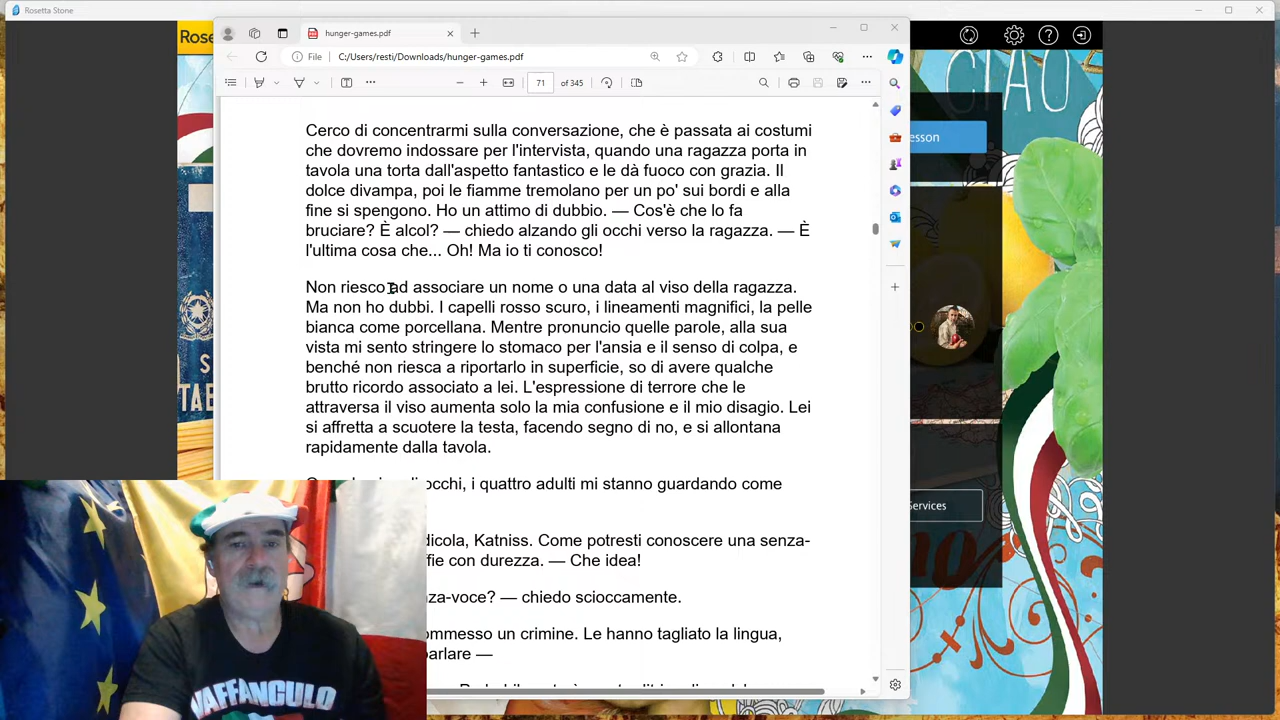 Rosetta Stone
Rose
hunger-games.pdf
File
C:/Users/resti/Downloads/hunger-games.pdf
71 of 345
CIAO
esson
Services
Cerco di concentrarmi sulla conversazione, che è passata ai costumi
che dovremo indossare per l'intervista, quando una ragazza porta in
tavola una torta dall'aspetto fantastico e le dà fuoco con grazia. Il
dolce divampa, poi le fiamme tremolano per un po' sui bordi e alla
fine si spengono. Ho un attimo di dubbio. — Cos'è che lo fa
bruciare? È alcol? — chiedo alzando gli occhi verso la ragazza. — È
l'ultima cosa che... Oh! Ma io ti conosco!
Non riesco ad associare un nome o una data al viso della ragazza.
Ma non ho dubbi. I capelli rosso scuro, i lineamenti magnifici, la pelle
bianca come porcellana. Mentre pronuncio quelle parole, alla sua
vista mi sento stringere lo stomaco per l'ansia e il senso di colpa, e
benché non riesca a riportarlo in superficie, so di avere qualche
brutto ricordo associato a lei. L'espressione di terrore che le
attraversa il viso aumenta solo la mia confusione e il mio disagio. Lei
si affretta a scuotere la testa, facendo segno di no, e si allontana
rapidamente dalla tavola.
occhi, i quattro adulti mi stanno guardando come
dicola, Katniss. Come potresti conoscere una senza-
fie con durezza. — Che idea!
nza-voce? — chiedo scioccamente.
ommesso un crimine. Le hanno tagliato la lingua,
parlare —
VAFFANCULO